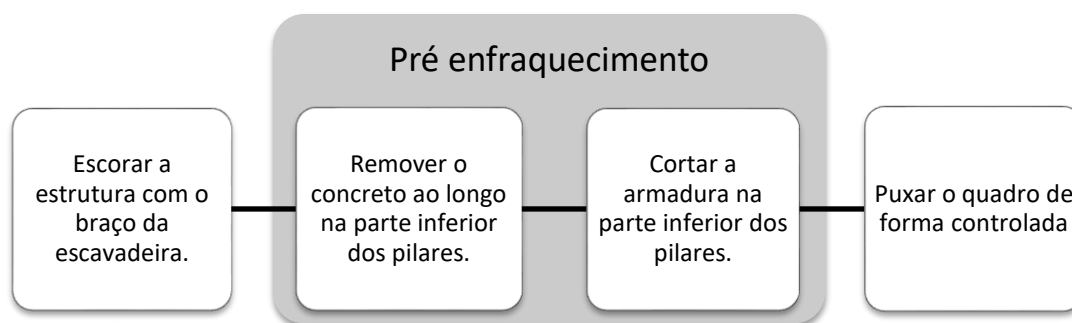 Pré enfraquecimento
Escorar a
estrutura com o
braço da
escavadeira.
Remover o
concreto ao longo
na parte inferior
dos pilares.
Cortar a
armadura na
parte inferior dos
pilares.
Puxar o quadro de
forma controlada